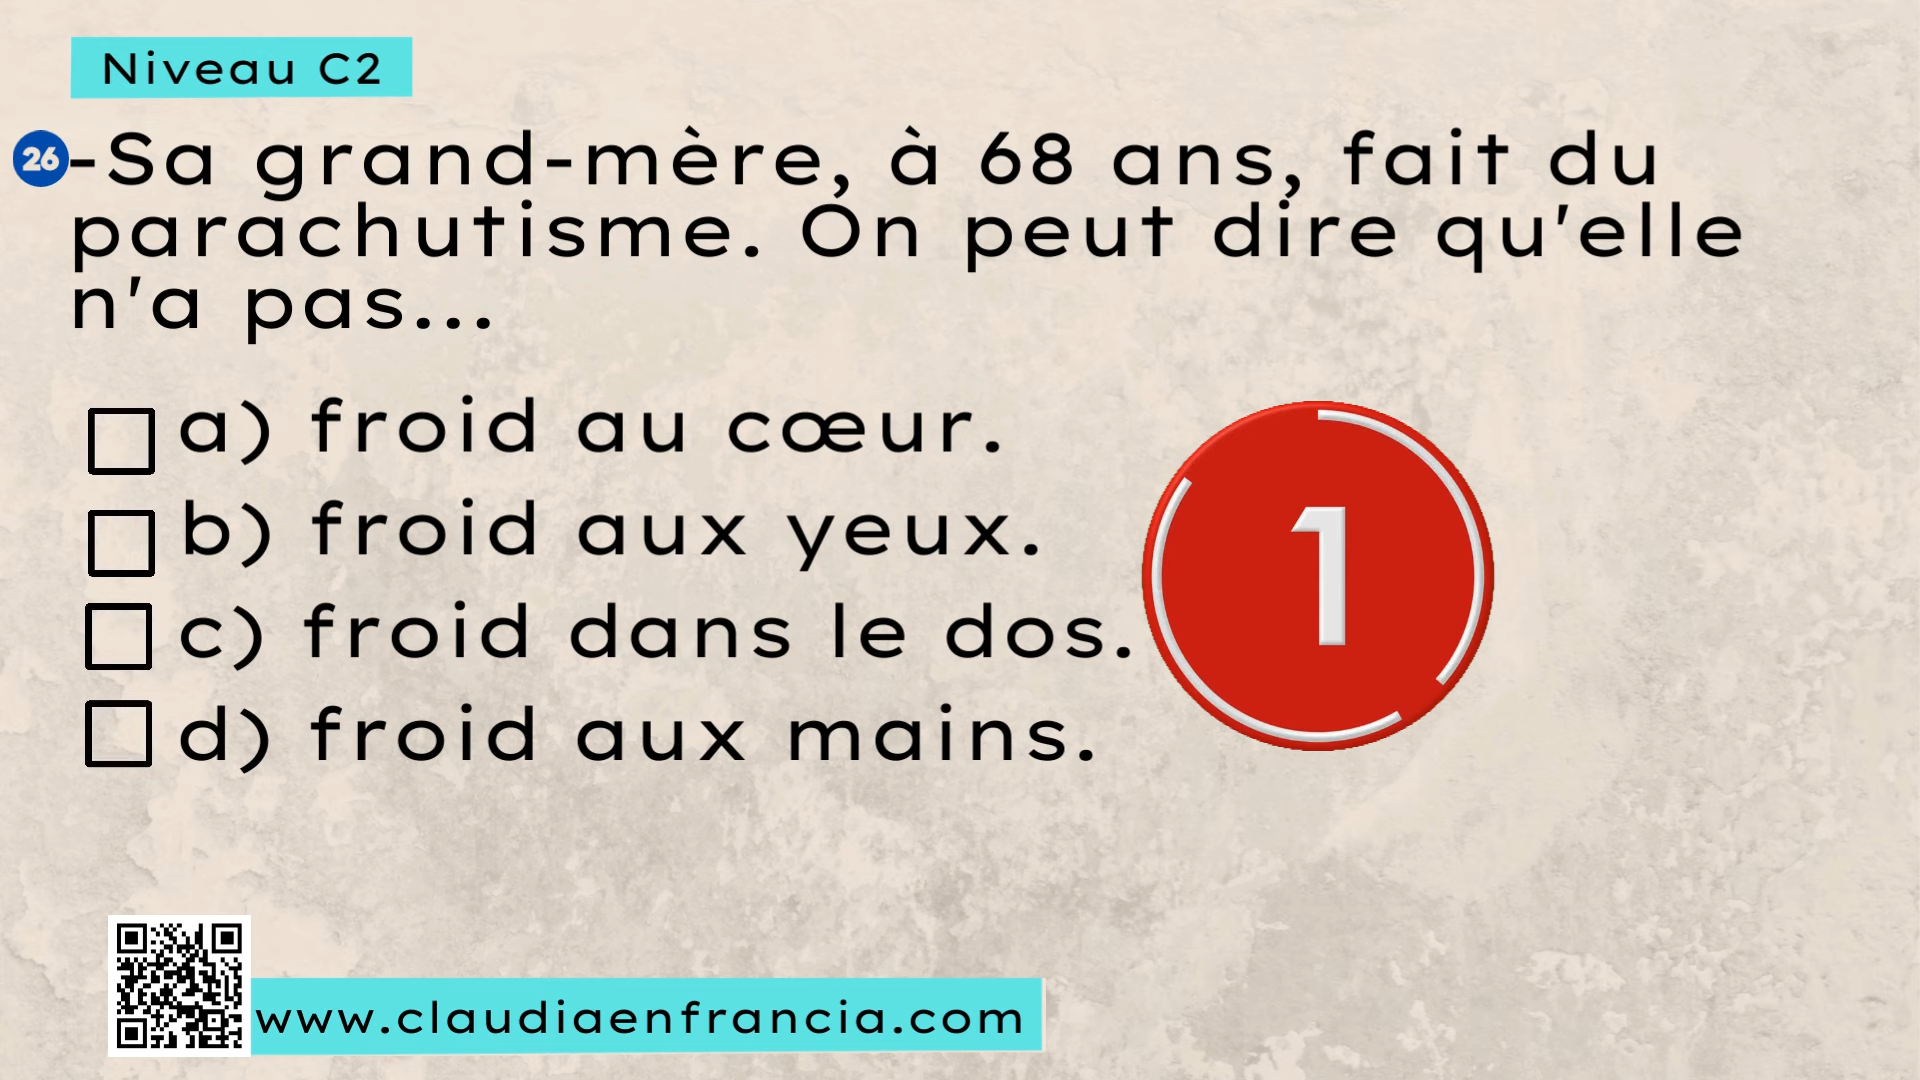 Niveau C2
26 -Sa grand-mère, à 68 ans, fait du
parachutisme. On peut dire qu'elle
n'a pas...
a) froid au cœur.
b) froid aux yeux.
c) froid dans le dos.
d) froid aux mains.
1
www.claudiaenfrancia.com